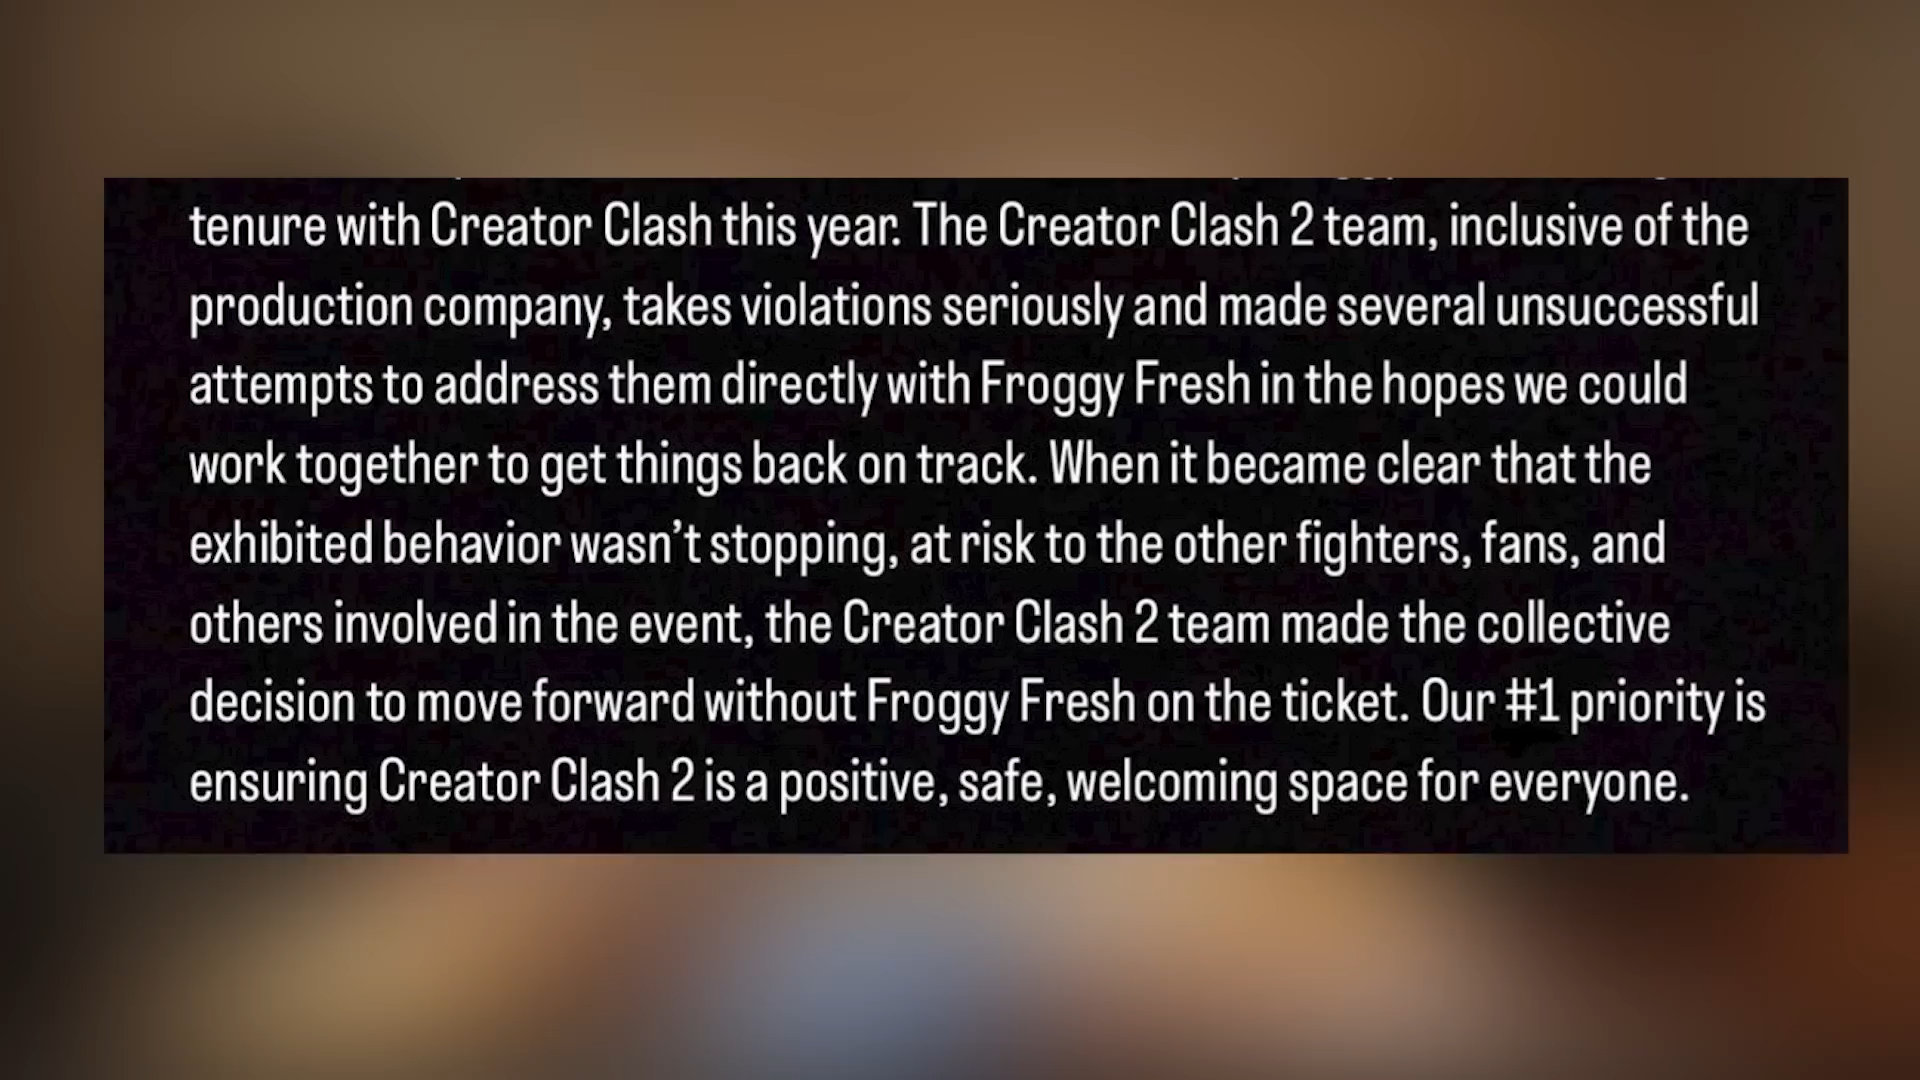 tenure with Creator Clash this year. The Creator Clash 2 team, inclusive of the
production company, takes violations seriously and made several unsuccessful
attempts to address them directly with Froggy Fresh in the hopes we could
work together to get things back on track. When it became clear that the
exhibited behavior wasn’t stopping, at risk to the other fighters, fans, and
others involved in the event, the Creator Clash 2 team made the collective
decision to move forward without Froggy Fresh on the ticket. Our #1 priority is
ensuring Creator Clash 2 is a positive, safe, welcoming space for everyone.